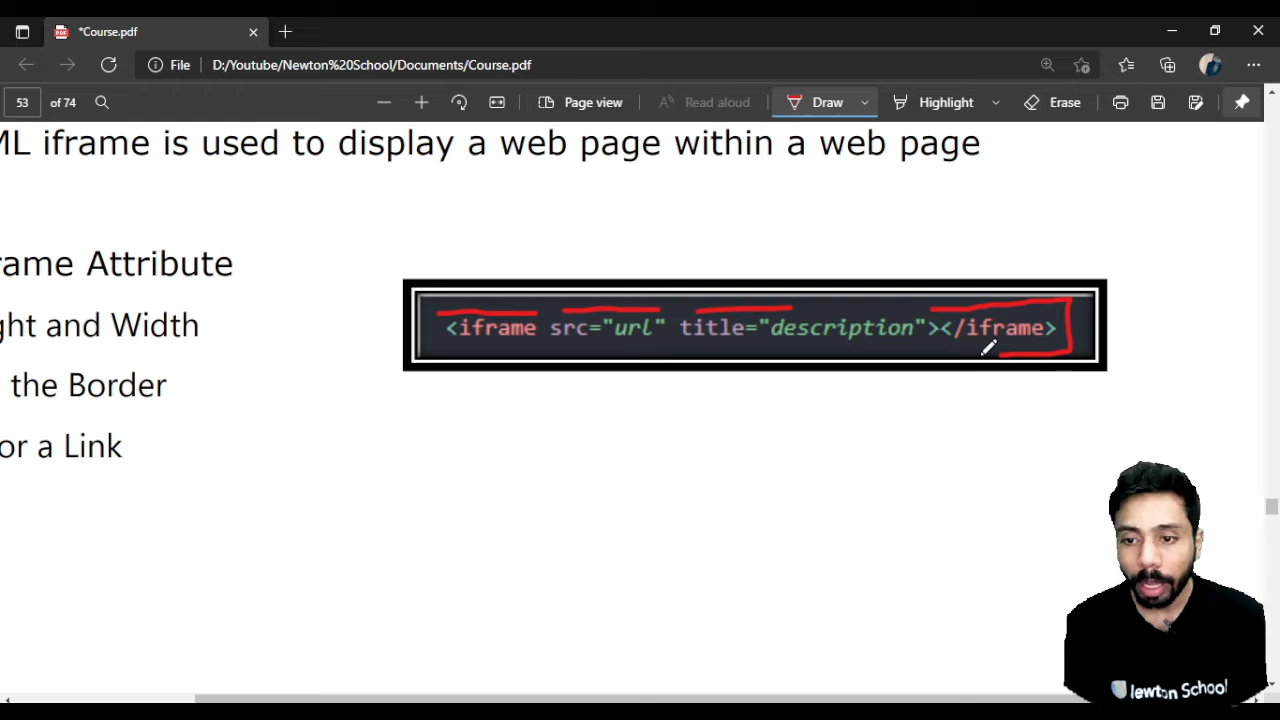 *Course.pdf
File D:/Youtube/Newton%20School/Documents/Course.pdf
53 of 74 Page view Read aloud Draw Highlight Erase
ML iframe is used to display a web page within a web page
rame Attribute
<iframe src="url" title="description"></iframe>
ght and Width
the Border
or a Link
lewton School